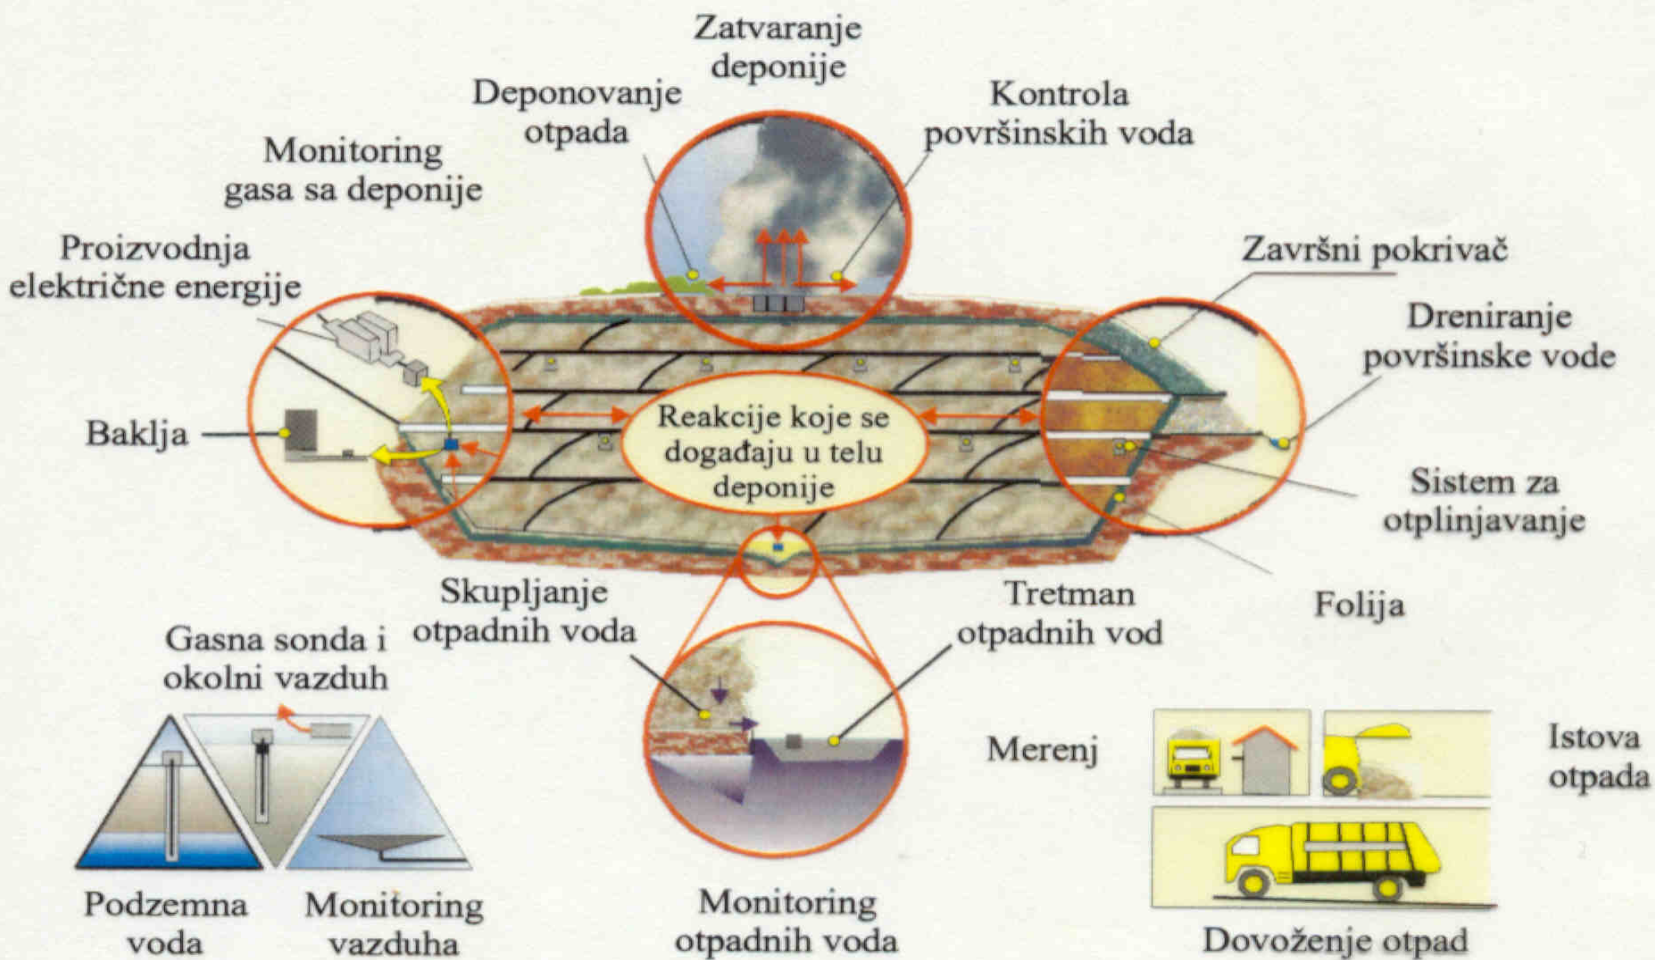 Zatvaranje
deponije
Deponovanje
otpada
Kontrola
površinskih voda
Monitoring
gasa sa deponije
Proizvodnja
električne energije
Završni pokrivač
Dreniranje
površinske vode
Baklja
Reakcije koje se
događaju u telu
deponije
Sistem za
otplinjavanje
Folija
Skupljanje
otpadnih voda
Tretman
otpadnih vod
Gasna sonda i
okolni vazduh
Merenj
Istova
otpada
Podzemna
voda
Monitoring
vazduha
Monitoring
otpadnih voda
Dovoženje otpad